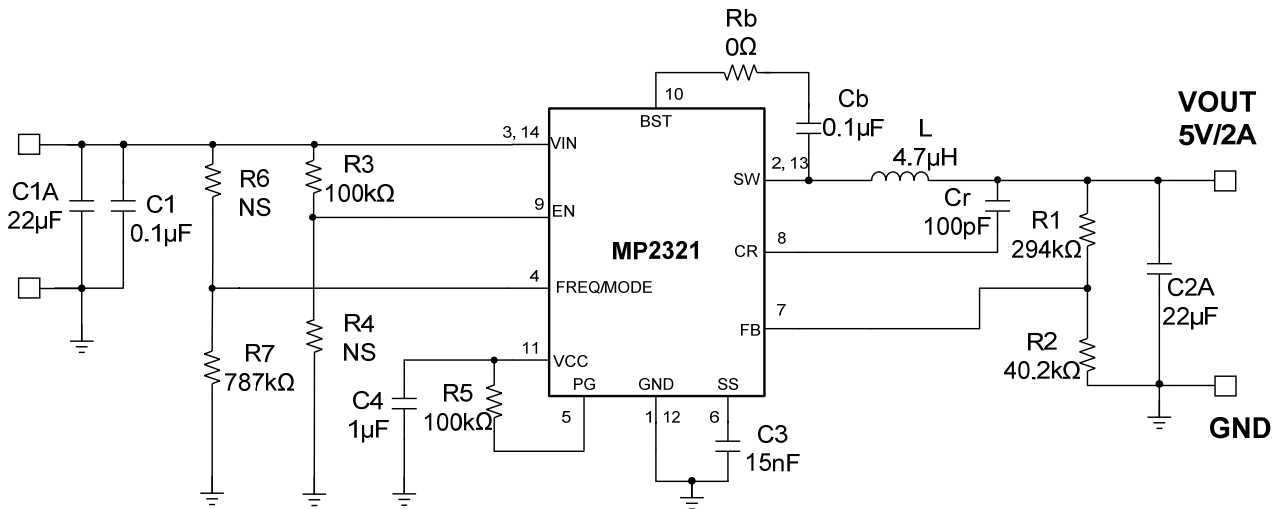 Rb
0Ω
10
BST
Cb
0.1µF
VOUT
5V/2A
3, 14
VIN
L
4.7µH
2, 13
SW
C1A
22µF
C1
0.1µF
R6
NS
R3
100kΩ
9
EN
Cr
100pF
R1
294kΩ
MP2321
8
CR
4
FREQ/MODE
C2A
22µF
7
FB
R7
787kΩ
R4
NS
R2
40.2kΩ
11
VCC
PG
GND
SS
C4
1µF
R5
100kΩ
5
1
12
6
C3
15nF
GND